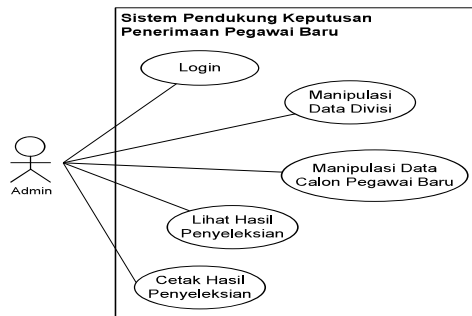 Sistem Pendukung Keputusan
Penerimaan Pegawai Baru
Login
Manipulasi
Data Divisi
Admin
Manipulasi Data
Calon Pegawai Baru
Lihat Hasil
Penyeleksian
Cetak Hasil
Penyeleksian